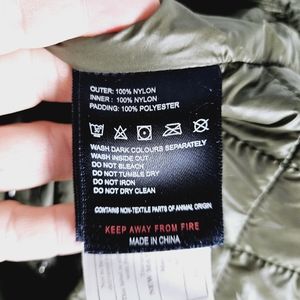 OUTER: 100% NYLON
INNER : 100% NYLON
PADDING: 100% POLYESTER
WASH DARK COLOURS SEPARATELY
WASH INSIDE OUT
DO NOT BLEACH
DO NOT TUMBLE DRY
DO NOT IRON
DO NOT DRY CLEAN
CONTAINS NON-TEXTILE PARTS OF ANIMAL ORIGIN.
KEEP AWAY FROM FIRE
MADE IN CHINA